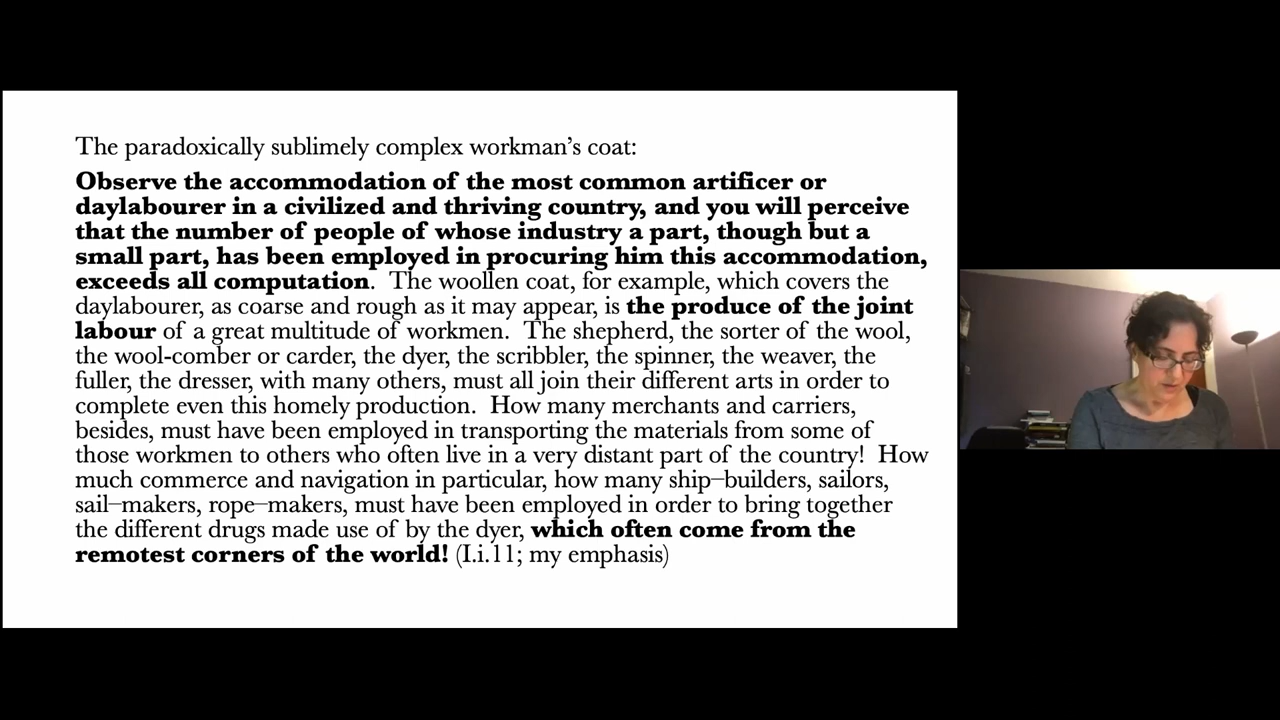 The paradoxically sublimely complex workman’s coat:
Observe the accommodation of the most common artificer or
daylabourer in a civilized and thriving country, and you will perceive
that the number of people of whose industry a part, though but a
small part, has been employed in procuring him this accommodation,
exceeds all computation. The woollen coat, for example, which covers the
daylabourer, as coarse and rough as it may appear, is the produce of the joint
labour of a great multitude of workmen. The shepherd, the sorter of the wool,
the wool-comber or carder, the dyer, the scribbler, the spinner, the weaver, the
fuller, the dresser, with many others, must all join their different arts in order to
complete even this homely production. How many merchants and carriers,
besides, must have been employed in transporting the materials from some of
those workmen to others who often live in a very distant part of the country! How
much commerce and navigation in particular, how many ship–builders, sailors,
sail–makers, rope–makers, must have been employed in order to bring together
the different drugs made use of by the dyer, which often come from the
remotest corners of the world! (I.i.11; my emphasis)